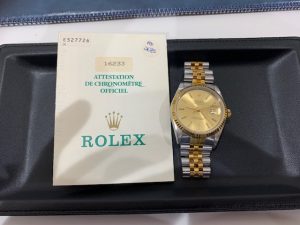 E527726
16233
ATTESTATION
DE CHRONOMÈTRE
OFFICIEL
ROLEX